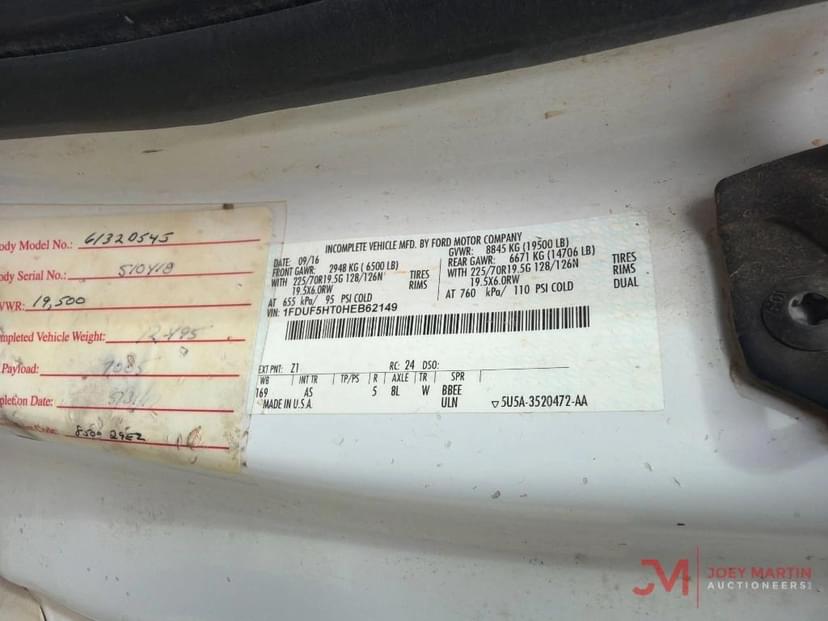 ody Model No.: 61320545
ody Serial No.: 510418
VWR: 19,500
mpleted Vehicle Weight:
Payload:
pletion Date:
INCOMPLETE VEHICLE MFD. BY FORD MOTOR COMPANY
DATE: 09/16 GVWR: 8845 KG (19500 LB)
FRONT GAWR: 2948 KG ( 6500 LB) REAR GAWR: 6671 KG (14706 LB)
WITH 225/70R19.5G 128/126N TIRES WITH 225/70R19.5G 128/126N TIRES
19.5X6.0RW RIMS 19.5X6.0RW RIMS
AT 655 kPa/ 95 PSI COLD AT 760 kPa/ 110 PSI COLD DUAL
VIN: 1FDUF5HT0HEB62149
EXT PNT: Z1 RC: 24 DSO:
WB INT TR TP/PS R AXLE TR SPR
169 AS 5 8L W BBEE
MADE IN U.S.A. ULN ▽5U5A-3520472-AA
JM JOEY MARTIN
AUCTIONEERS